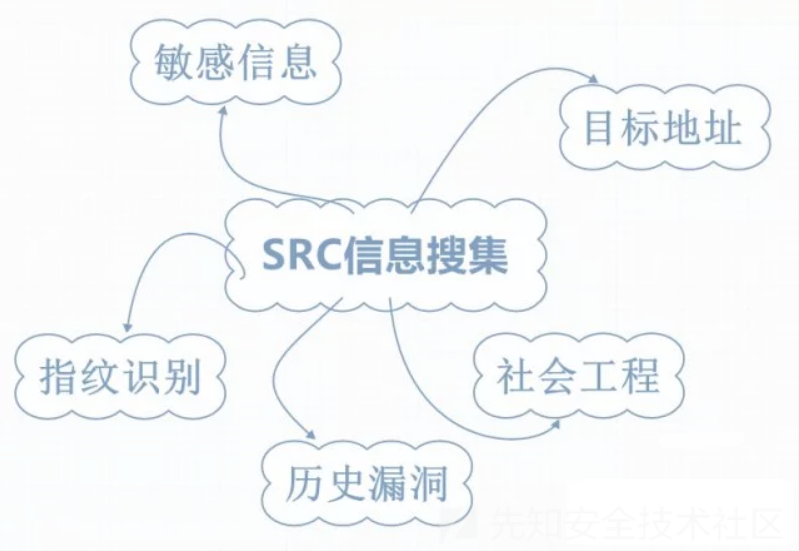 敏感信息
目标地址
SRC信息搜集
指纹识别
社会工程
历史漏洞
先知安全技术社区